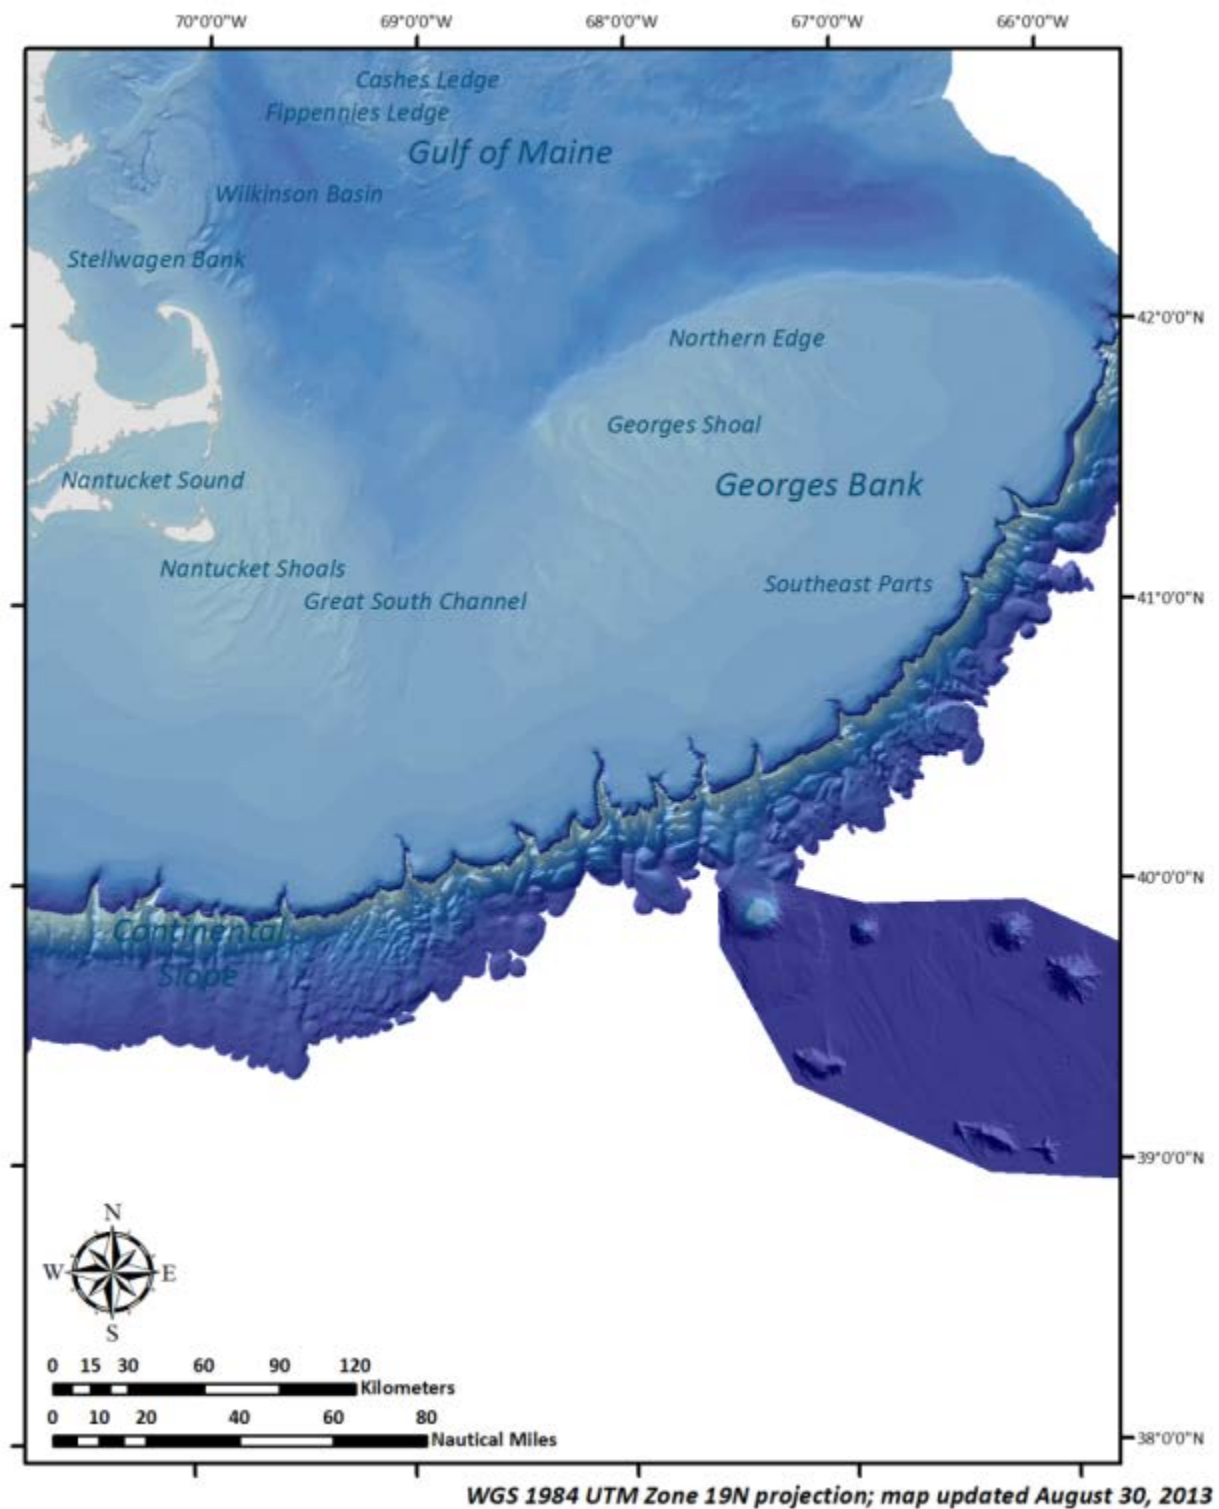 70°0'0"W 69°0'0"W 68°0'0"W 67°0'0"W 66°0'0"W
Cashes Ledge
Fippennies Ledge
Gulf of Maine
Wilkinson Basin
Stellwagen Bank
42°0'0"N
Northern Edge
Georges Shoal
Nantucket Sound
Georges Bank
Nantucket Shoals
Southeast Parts
41°0'0"N
Great South Channel
40°0'0"N
Continental
Slope
39°0'0"N
N
W E
S
0 15 30 60 90 120
Kilometers
0 10 20 40 60 80
Nautical Miles
38°0'0"N
WGS 1984 UTM Zone 19N projection; map updated August 30, 2013